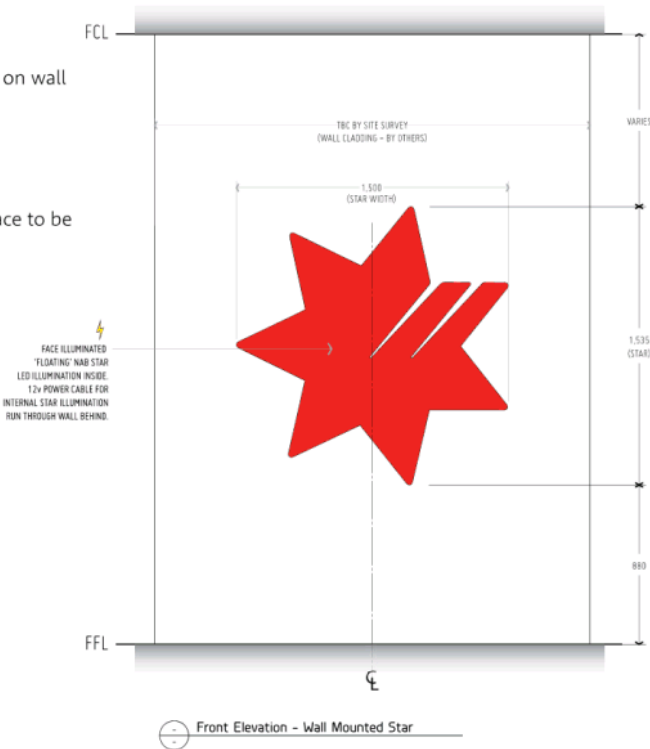 FCL
on wall
TBC BY SITE SURVEY
(WALL CLADDING - BY OTHERS)
VARIES
1,500
(STAR WIDTH)
ace to be
FACE ILLUMINATED
'FLOATING' NAB STAR
LED ILLUMINATION INSIDE.
12v POWER CABLE FOR
INTERNAL STAR ILLUMINATION
RUN THROUGH WALL BEHIND.
1,535
(STAR)
880
FFL
℄
Front Elevation - Wall Mounted Star